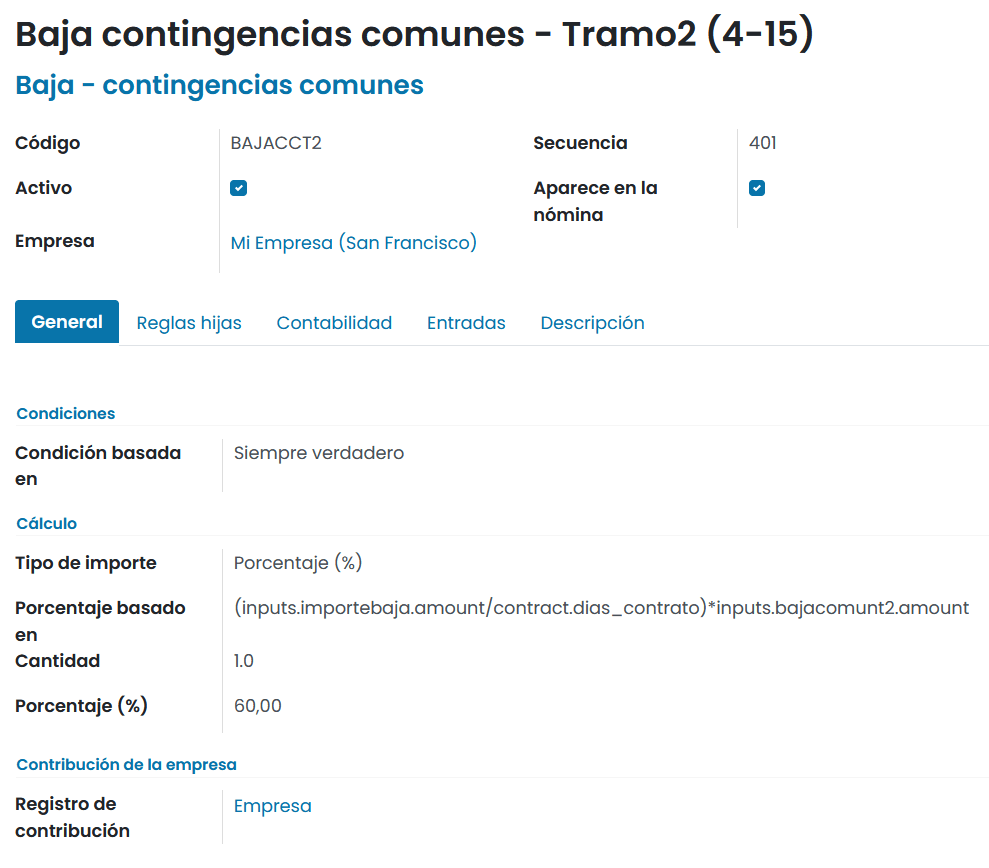 Baja contingencias comunes - Tramo2 (4-15)
Baja - contingencias comunes
Código
BAJACCT2
Secuencia
401
Activo
Aparece en la
nómina
Empresa
Mi Empresa (San Francisco)
General
Reglas hijas
Contabilidad
Entradas
Descripción
Condiciones
Condición basada
en
Siempre verdadero
Cálculo
Tipo de importe
Porcentaje (%)
Porcentaje basado
en
(inputs.importebaja.amount/contract.dias_contrato)*inputs.bajacomunt2.amount
Cantidad
1.0
Porcentaje (%)
60,00
Contribución de la empresa
Registro de
contribución
Empresa